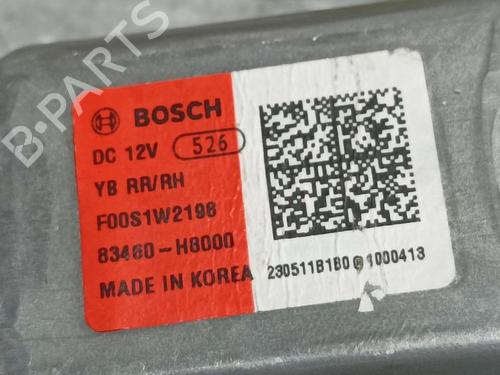 BOSCH
DC 12V 526
YB RR/RH
F00S1W2198
83460-H8000
MADE IN KOREA
230511B1B0@1000413
B-PARTS